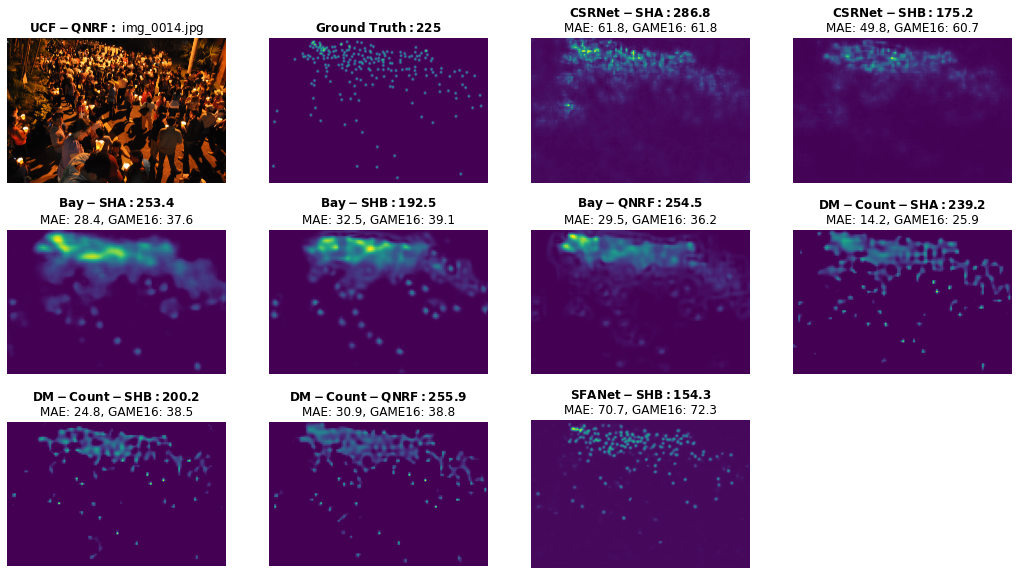 UCF − QNRF: img_0014.jpg
Ground Truth: 225
CSRNet − SHA: 286.8
MAE: 61.8, GAME16: 61.8
CSRNet − SHB: 175.2
MAE: 49.8, GAME16: 60.7
Bay − SHA: 253.4
MAE: 28.4, GAME16: 37.6
Bay − SHB: 192.5
MAE: 32.5, GAME16: 39.1
Bay − QNRF: 254.5
MAE: 29.5, GAME16: 36.2
DM − Count − SHA: 239.2
MAE: 14.2, GAME16: 25.9
DM − Count − SHB: 200.2
MAE: 24.8, GAME16: 38.5
DM − Count − QNRF: 255.9
MAE: 30.9, GAME16: 38.8
SFANet − SHB: 154.3
MAE: 70.7, GAME16: 72.3